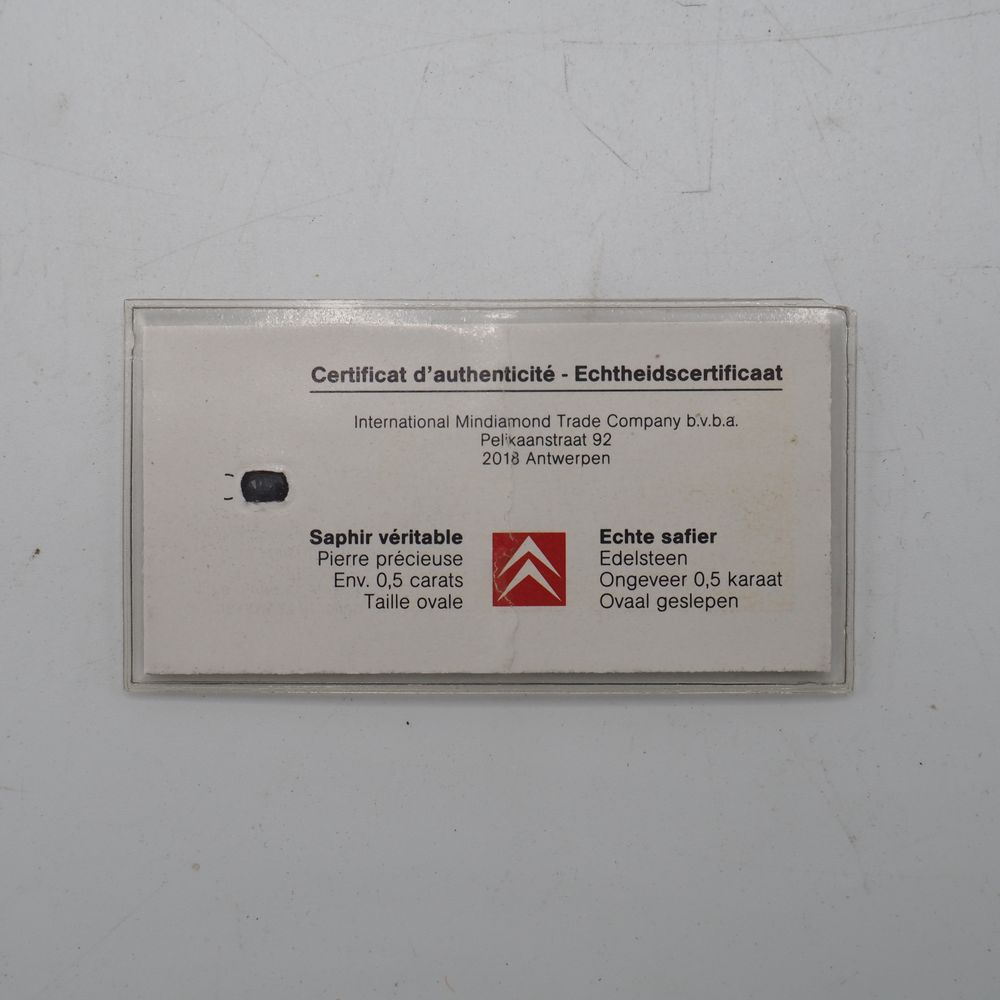 Certificat d'authenticité - Echtheidscertificaat
International Mindiamond Trade Company b.v.b.a.
Pelikaanstraat 92
2018 Antwerpen
Saphir véritable
Pierre précieuse
Env. 0,5 carats
Taille ovale
Echte safier
Edelsteen
Ongeveer 0,5 karaat
Ovaal geslepen